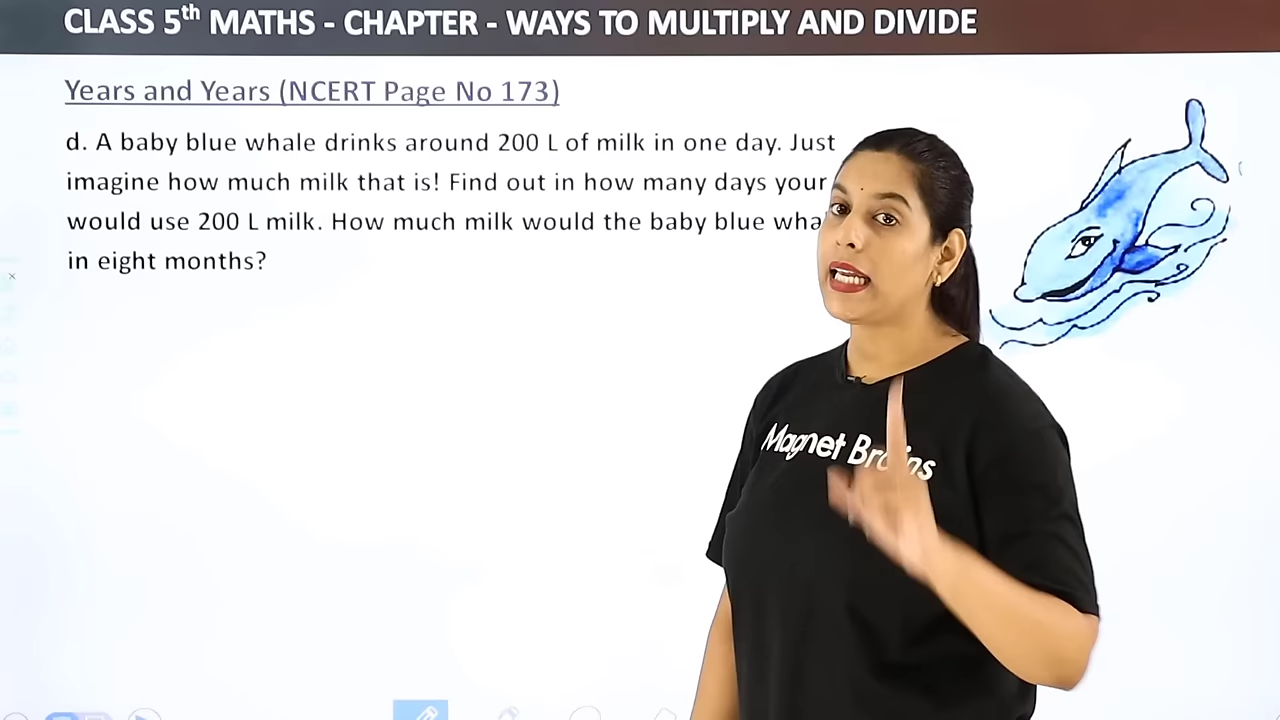 CLASS 5th MATHS - CHAPTER - WAYS TO MULTIPLY AND DIVIDE
Years and Years (NCERT Page No 173)
d. A baby blue whale drinks around 200 L of milk in one day. Just
imagine how much milk that is! Find out in how many days your
would use 200 L milk. How much milk would the baby blue wha
in eight months?
Magnet Brains